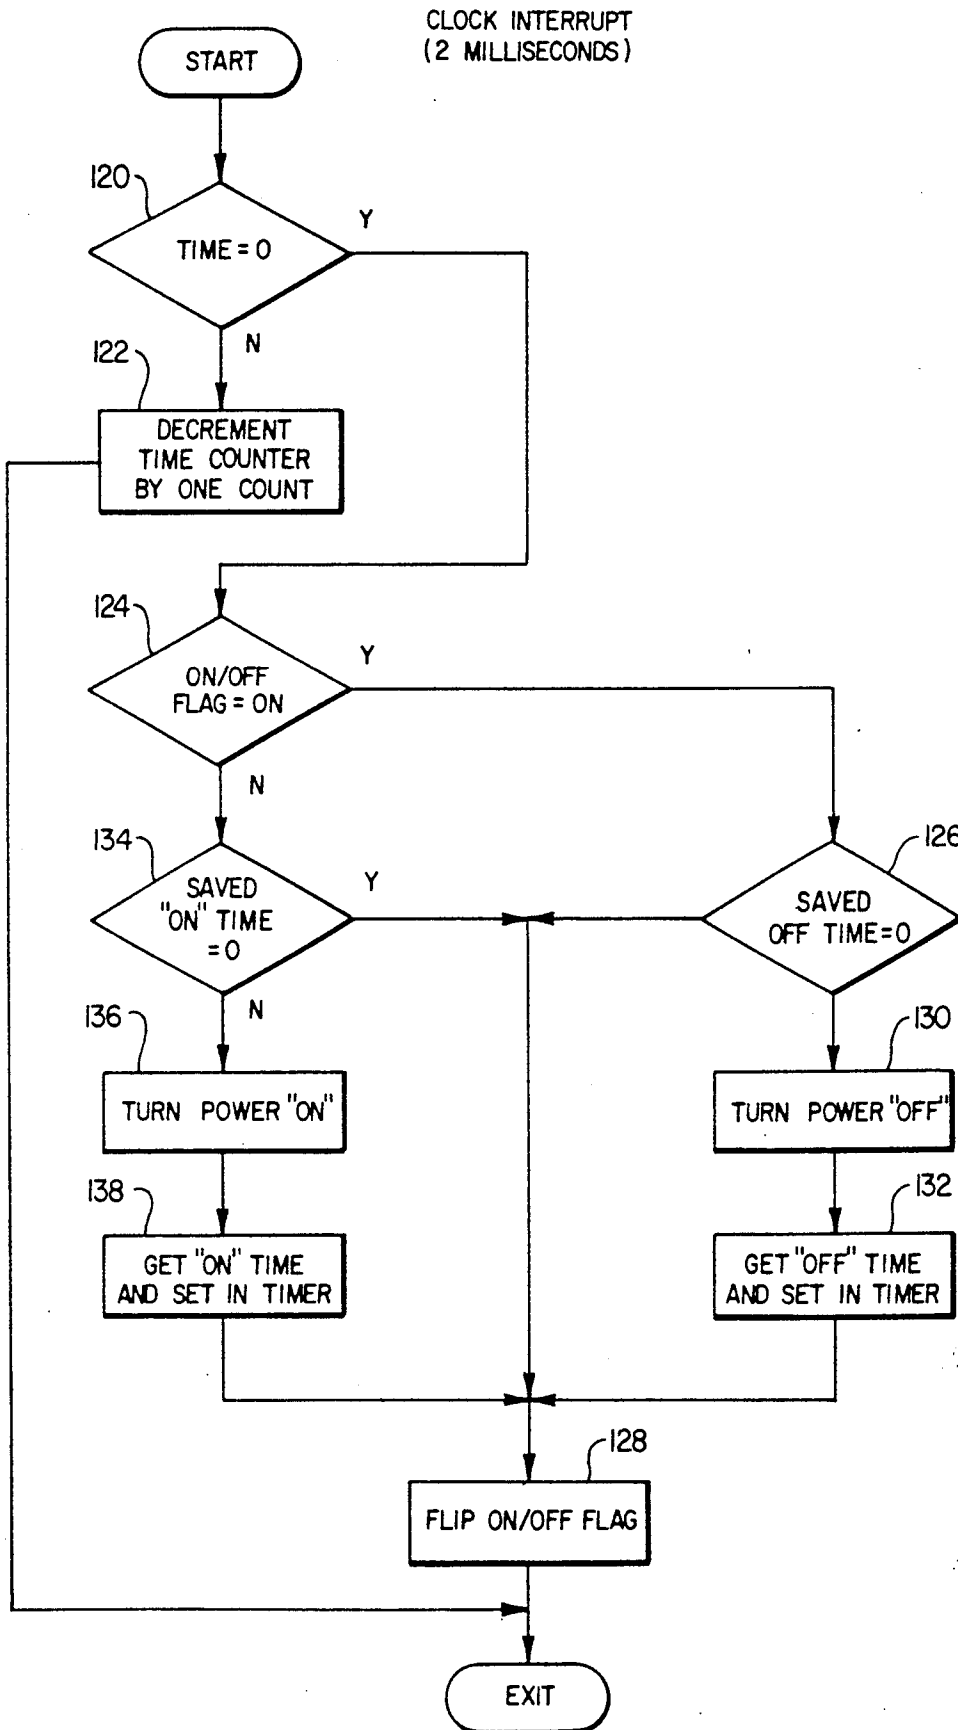 CLOCK INTERRUPT
(2 MILLISECONDS)
START
120
TIME = 0
Y
N
122
DECREMENT
TIME COUNTER
BY ONE COUNT
124
ON/OFF
FLAG = ON
Y
N
134
SAVED
"ON" TIME
= 0
Y
N
126
SAVED
OFF TIME = 0
136
TURN POWER "ON"
130
TURN POWER "OFF"
138
GET "ON" TIME
AND SET IN TIMER
132
GET "OFF" TIME
AND SET IN TIMER
128
FLIP ON/OFF FLAG
EXIT